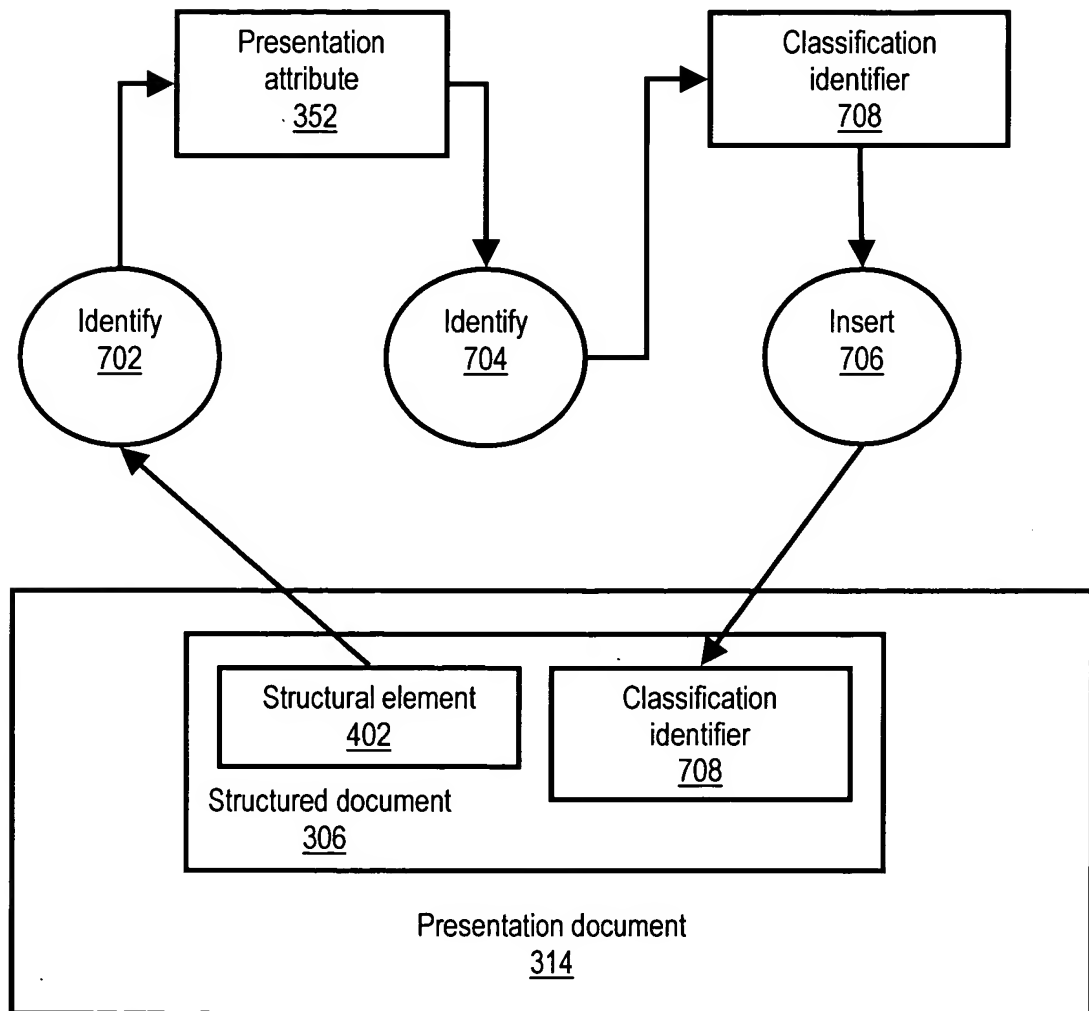 Presentation
attribute
352
Classification
identifier
708
Identify
702
Identify
704
Insert
706
Structural element
402
Classification
identifier
708
Structured document
306
Presentation document
314